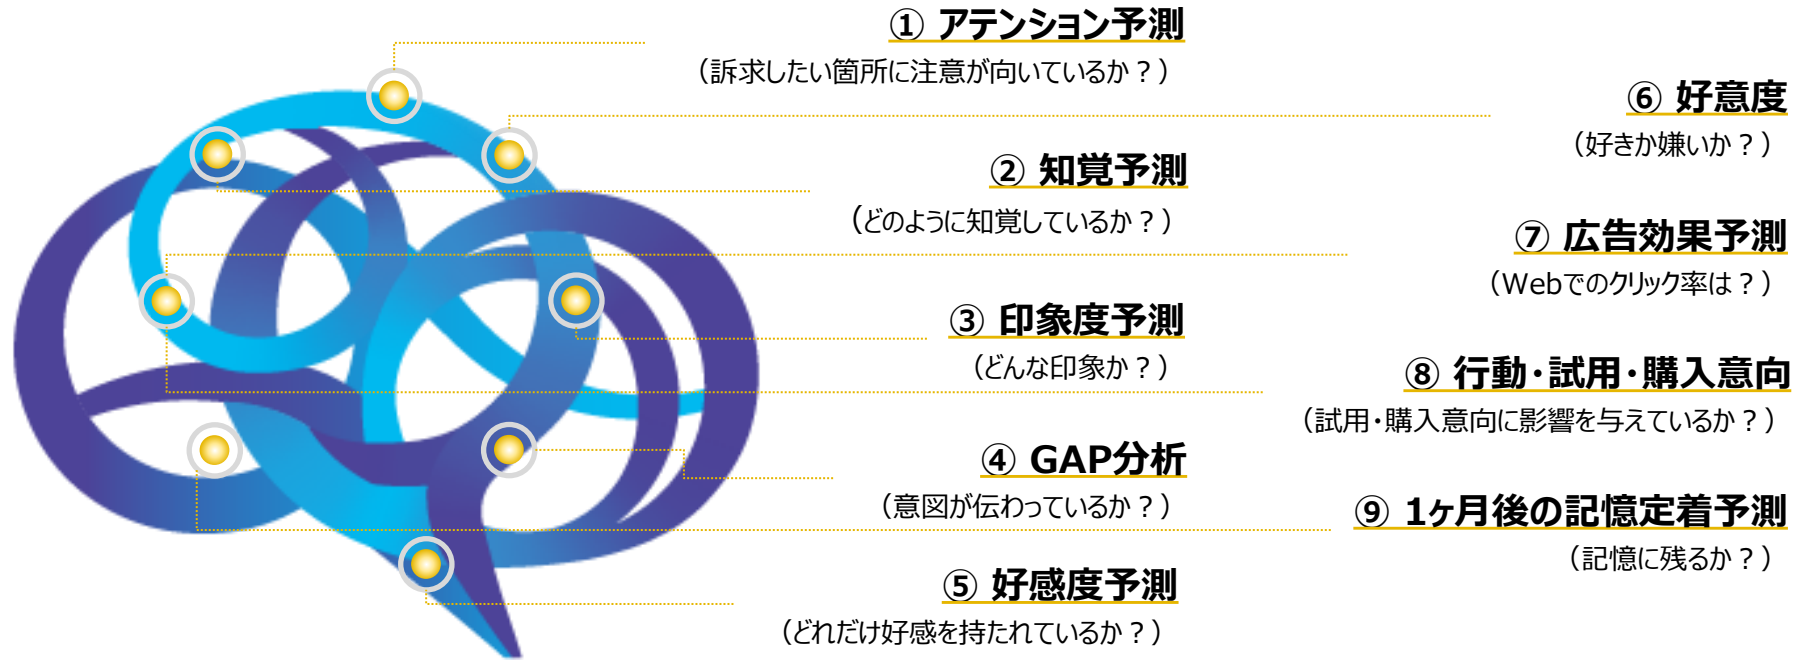 ① アテンション予測
（訴求したい箇所に注意が向いているか？）
② 知覚予測
（どのように知覚しているか？）
③ 印象度予測
（どんな印象か？）
④ GAP分析
（意図が伝わっているか？）
⑤ 好感度予測
（どれだけ好感を持たれているか？）
⑥ 好意度
（好きか嫌いか？）
⑦ 広告効果予測
（Webでのクリック率は？）
⑧ 行動・試用・購入意向
（試用・購入意向に影響を与えているか？）
⑨ 1ヶ月後の記憶定着予測
（記憶に残るか？）